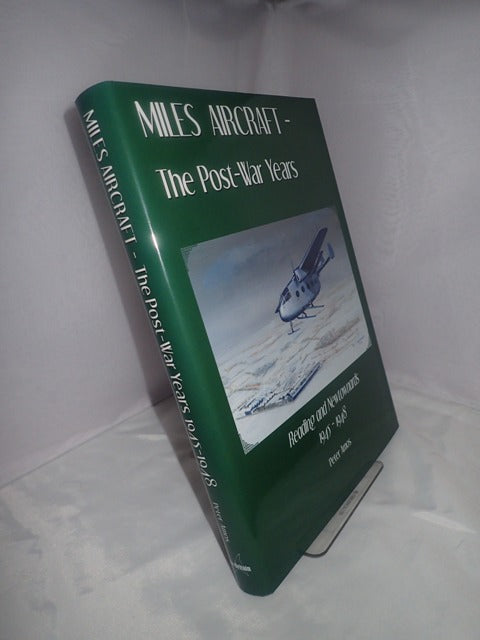 MILES AIRCRAFT -
The Post-War Years
Reading and Newtownards
1945 - 1948
Peter Amos
MILES AIRCRAFT - The Post-War Years 1945-1948
Peter Amos